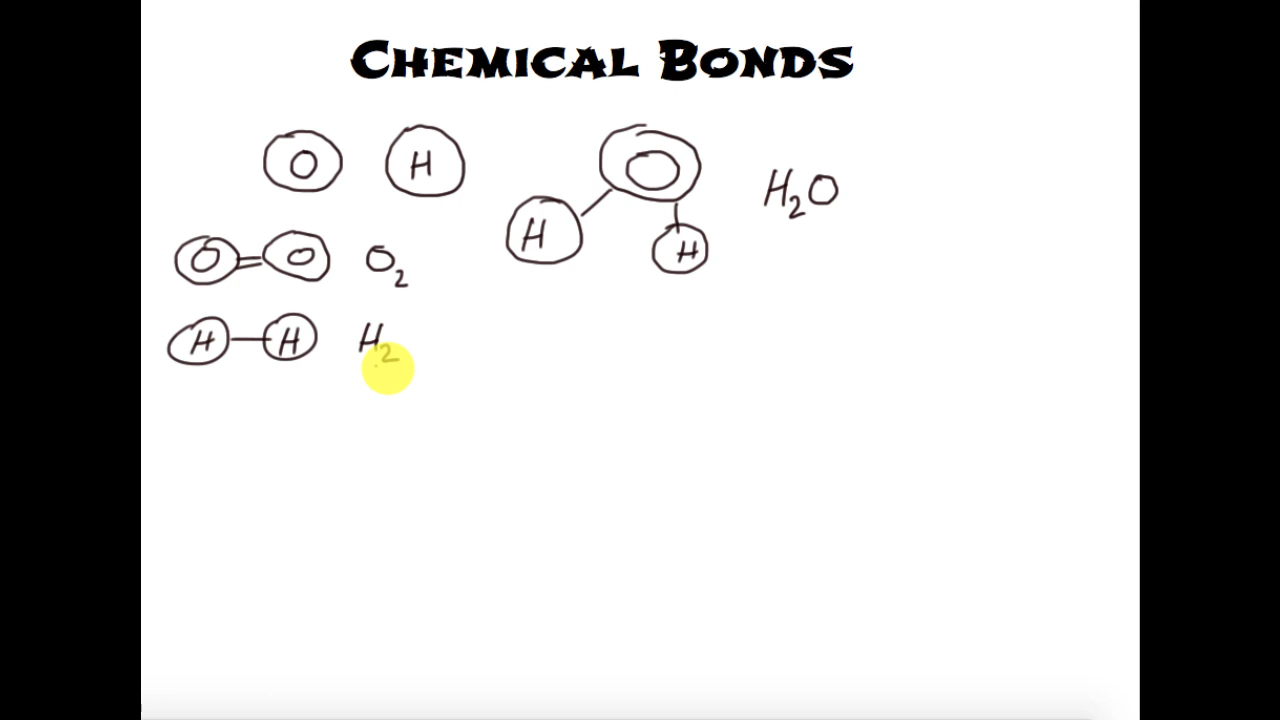 CHEMICAL BONDS
O H
O H H H₂O
O=O O₂
H-H H₂